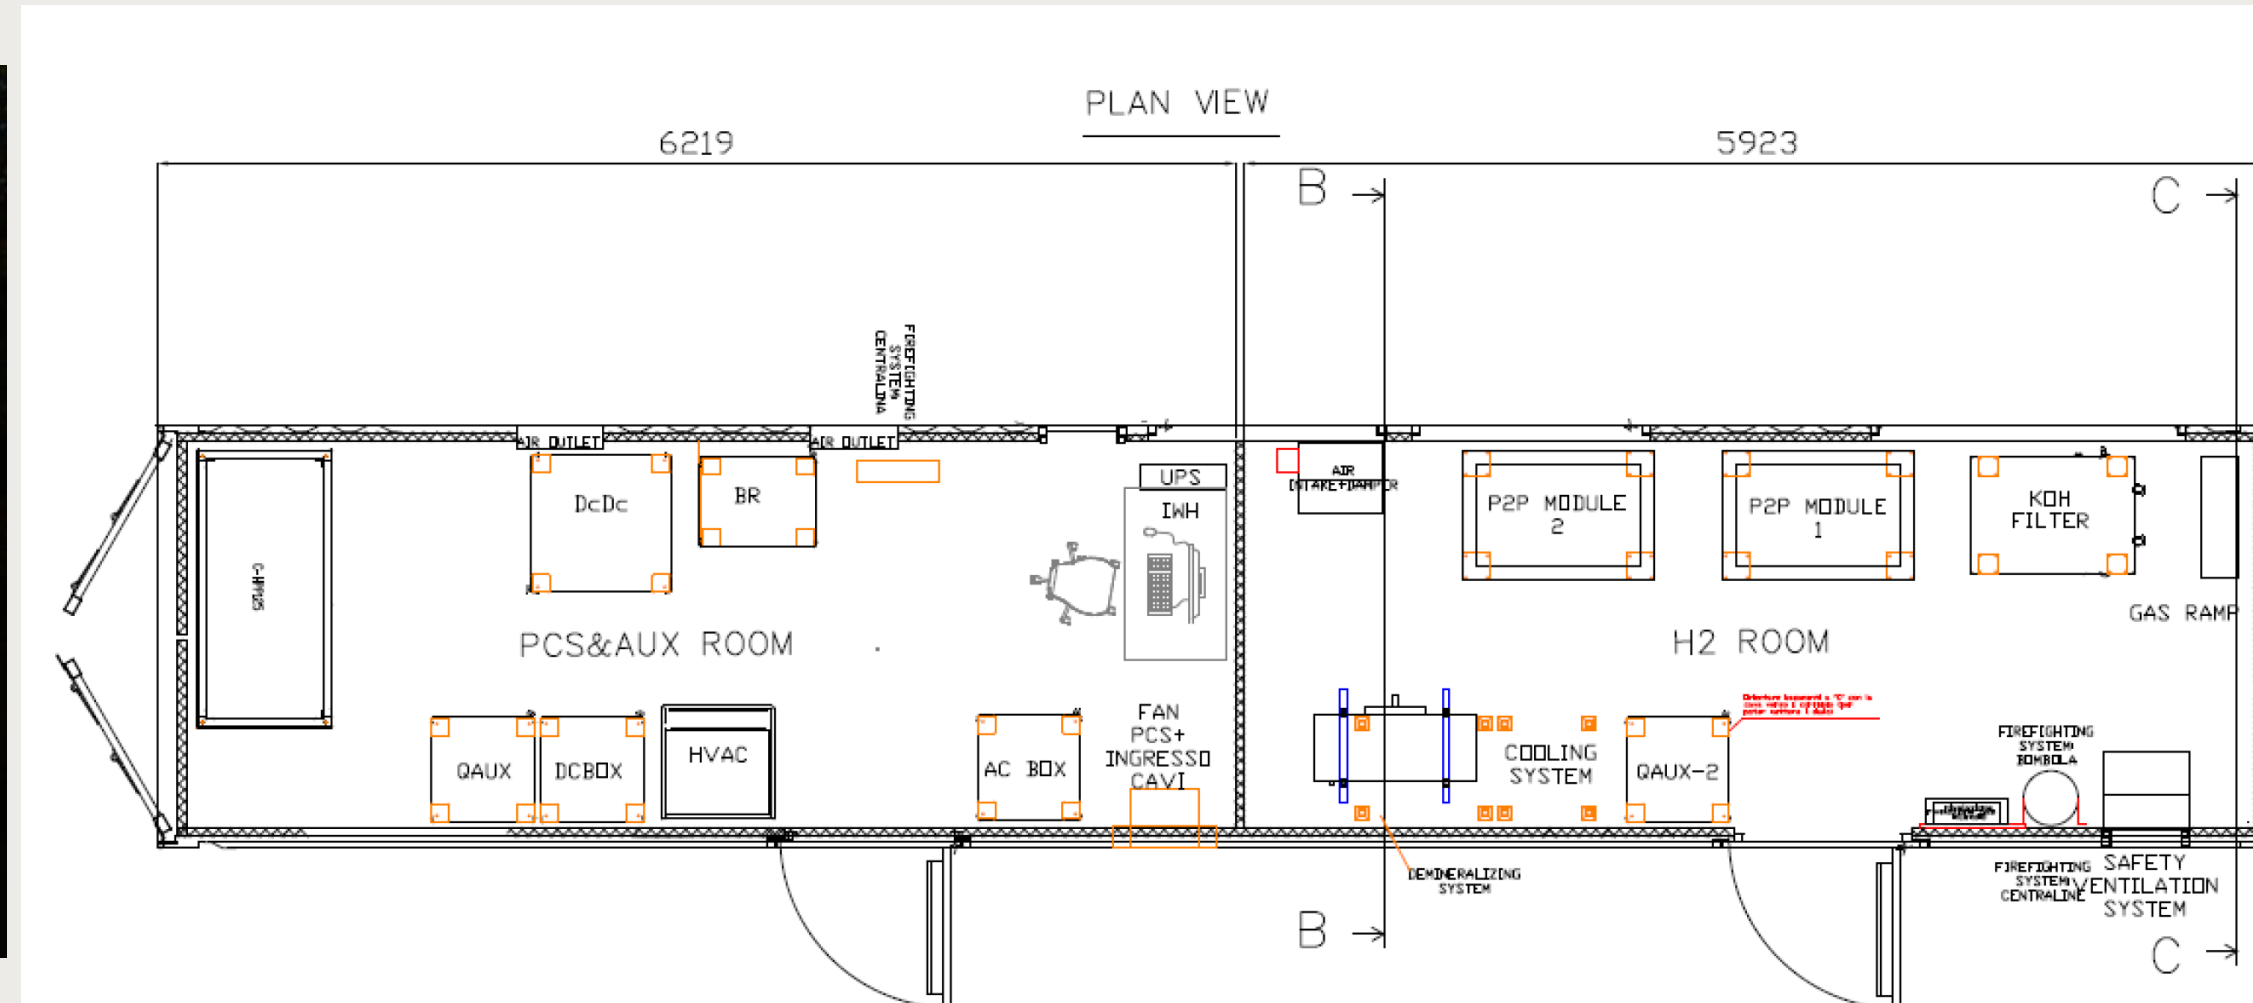 PLAN VIEW
6219
5923
B
C
FIREFIGHTING
SYSTEM
CENTRALINA
AIR OUTLET
AIR OUTLET
DcDc
BR
UPS
IWH
AIR
INTAKE+DAMPER
P2P MODULE
2
P2P MODULE
1
KOH
FILTER
GAS RAMP
PCS&AUX ROOM
H2 ROOM
QAUX
DCBOX
HVAC
AC BOX
FAN
PCS+
INGRESSO
CAVI
COOLING
SYSTEM
QAUX-2
FIREFIGHTING
SYSTEM
BOMBOLA
DEMINERALIZING
SYSTEM
FIREFIGHTING
SYSTEM
CENTRALINE
SAFETY
VENTILATION
SYSTEM
B
C